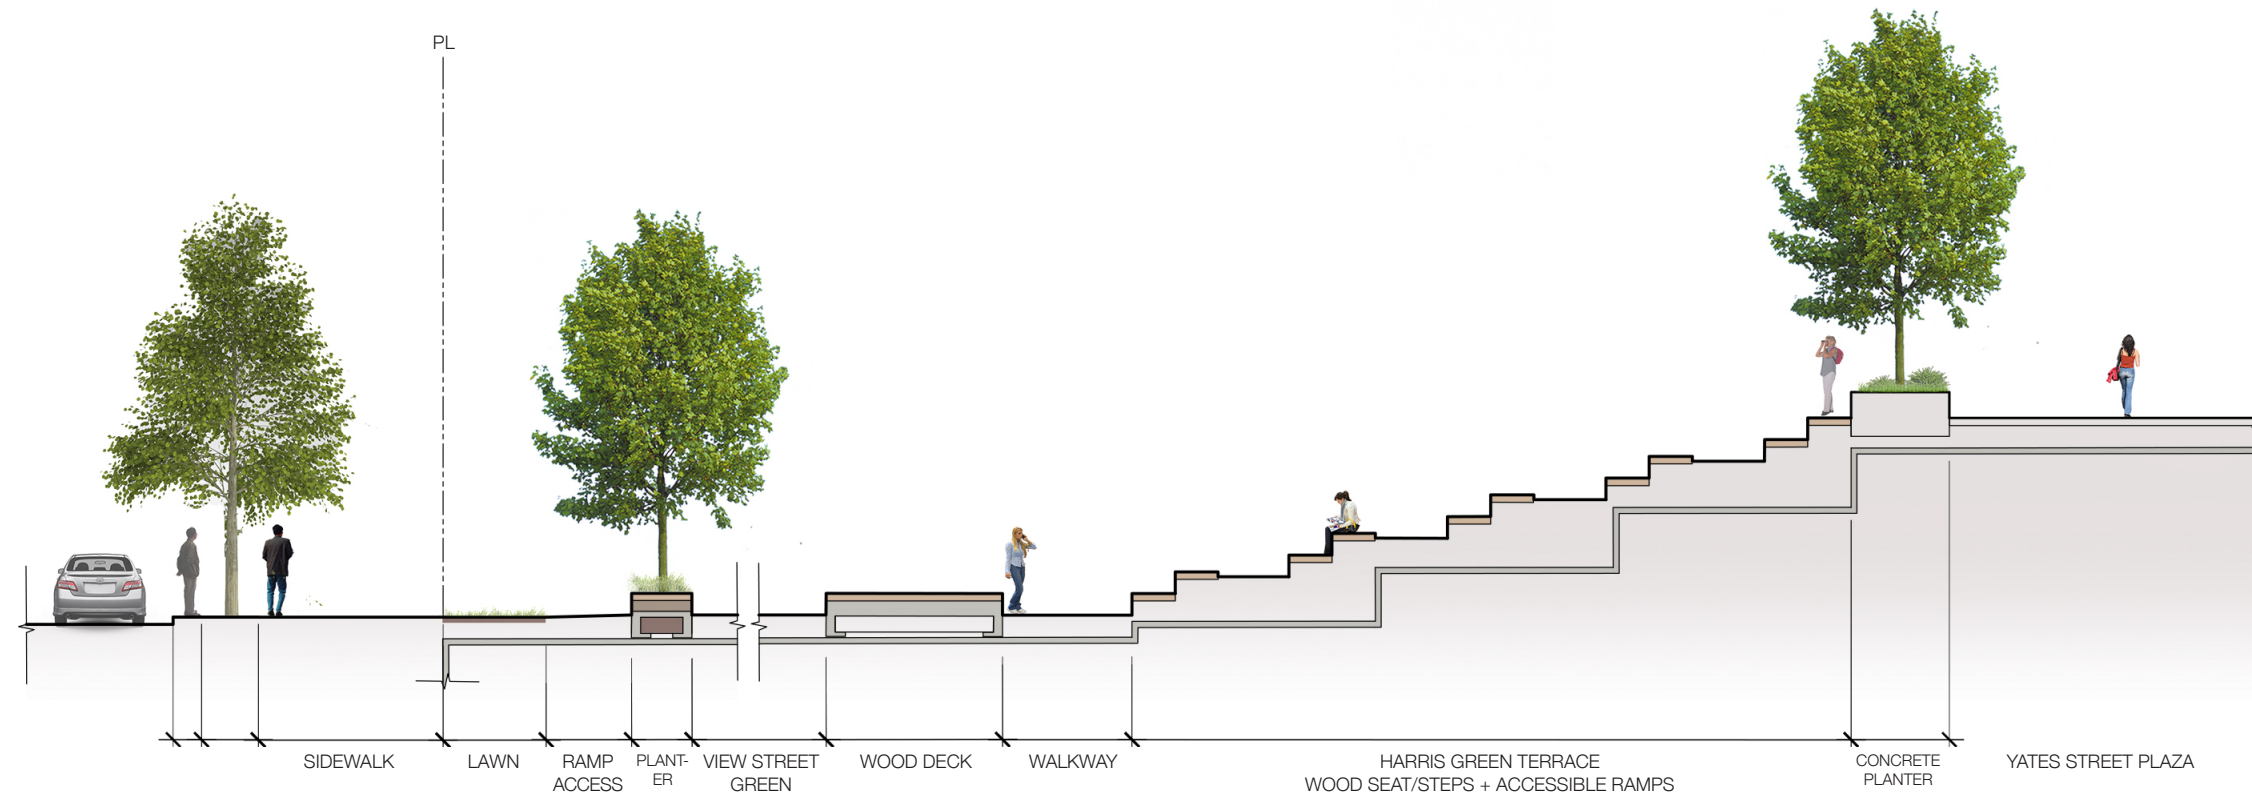 PL
SIDEWALK
LAWN
RAMP
ACCESS
PLANT-
ER
VIEW STREET
GREEN
WOOD DECK
WALKWAY
HARRIS GREEN TERRACE
WOOD SEAT/STEPS + ACCESSIBLE RAMPS
CONCRETE
PLANTER
YATES STREET PLAZA